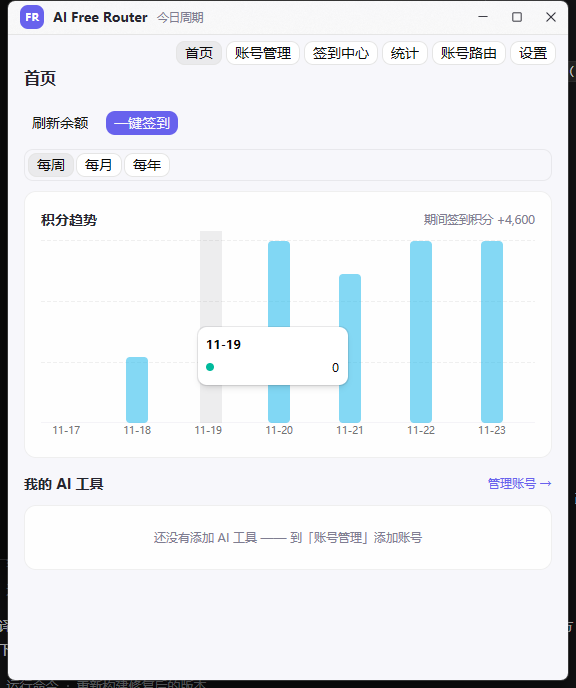 FR AI Free Router 今日周期
首页 账号管理 签到中心 统计 账号路由 设置
首页
刷新余额 一键签到
每周 每月 每年
积分趋势 期间签到积分 +4,600
11-19
0
11-17 11-18 11-19 11-20 11-21 11-22 11-23
我的 AI 工具 管理账号 →
还没有添加 AI 工具 —— 到「账号管理」添加账号